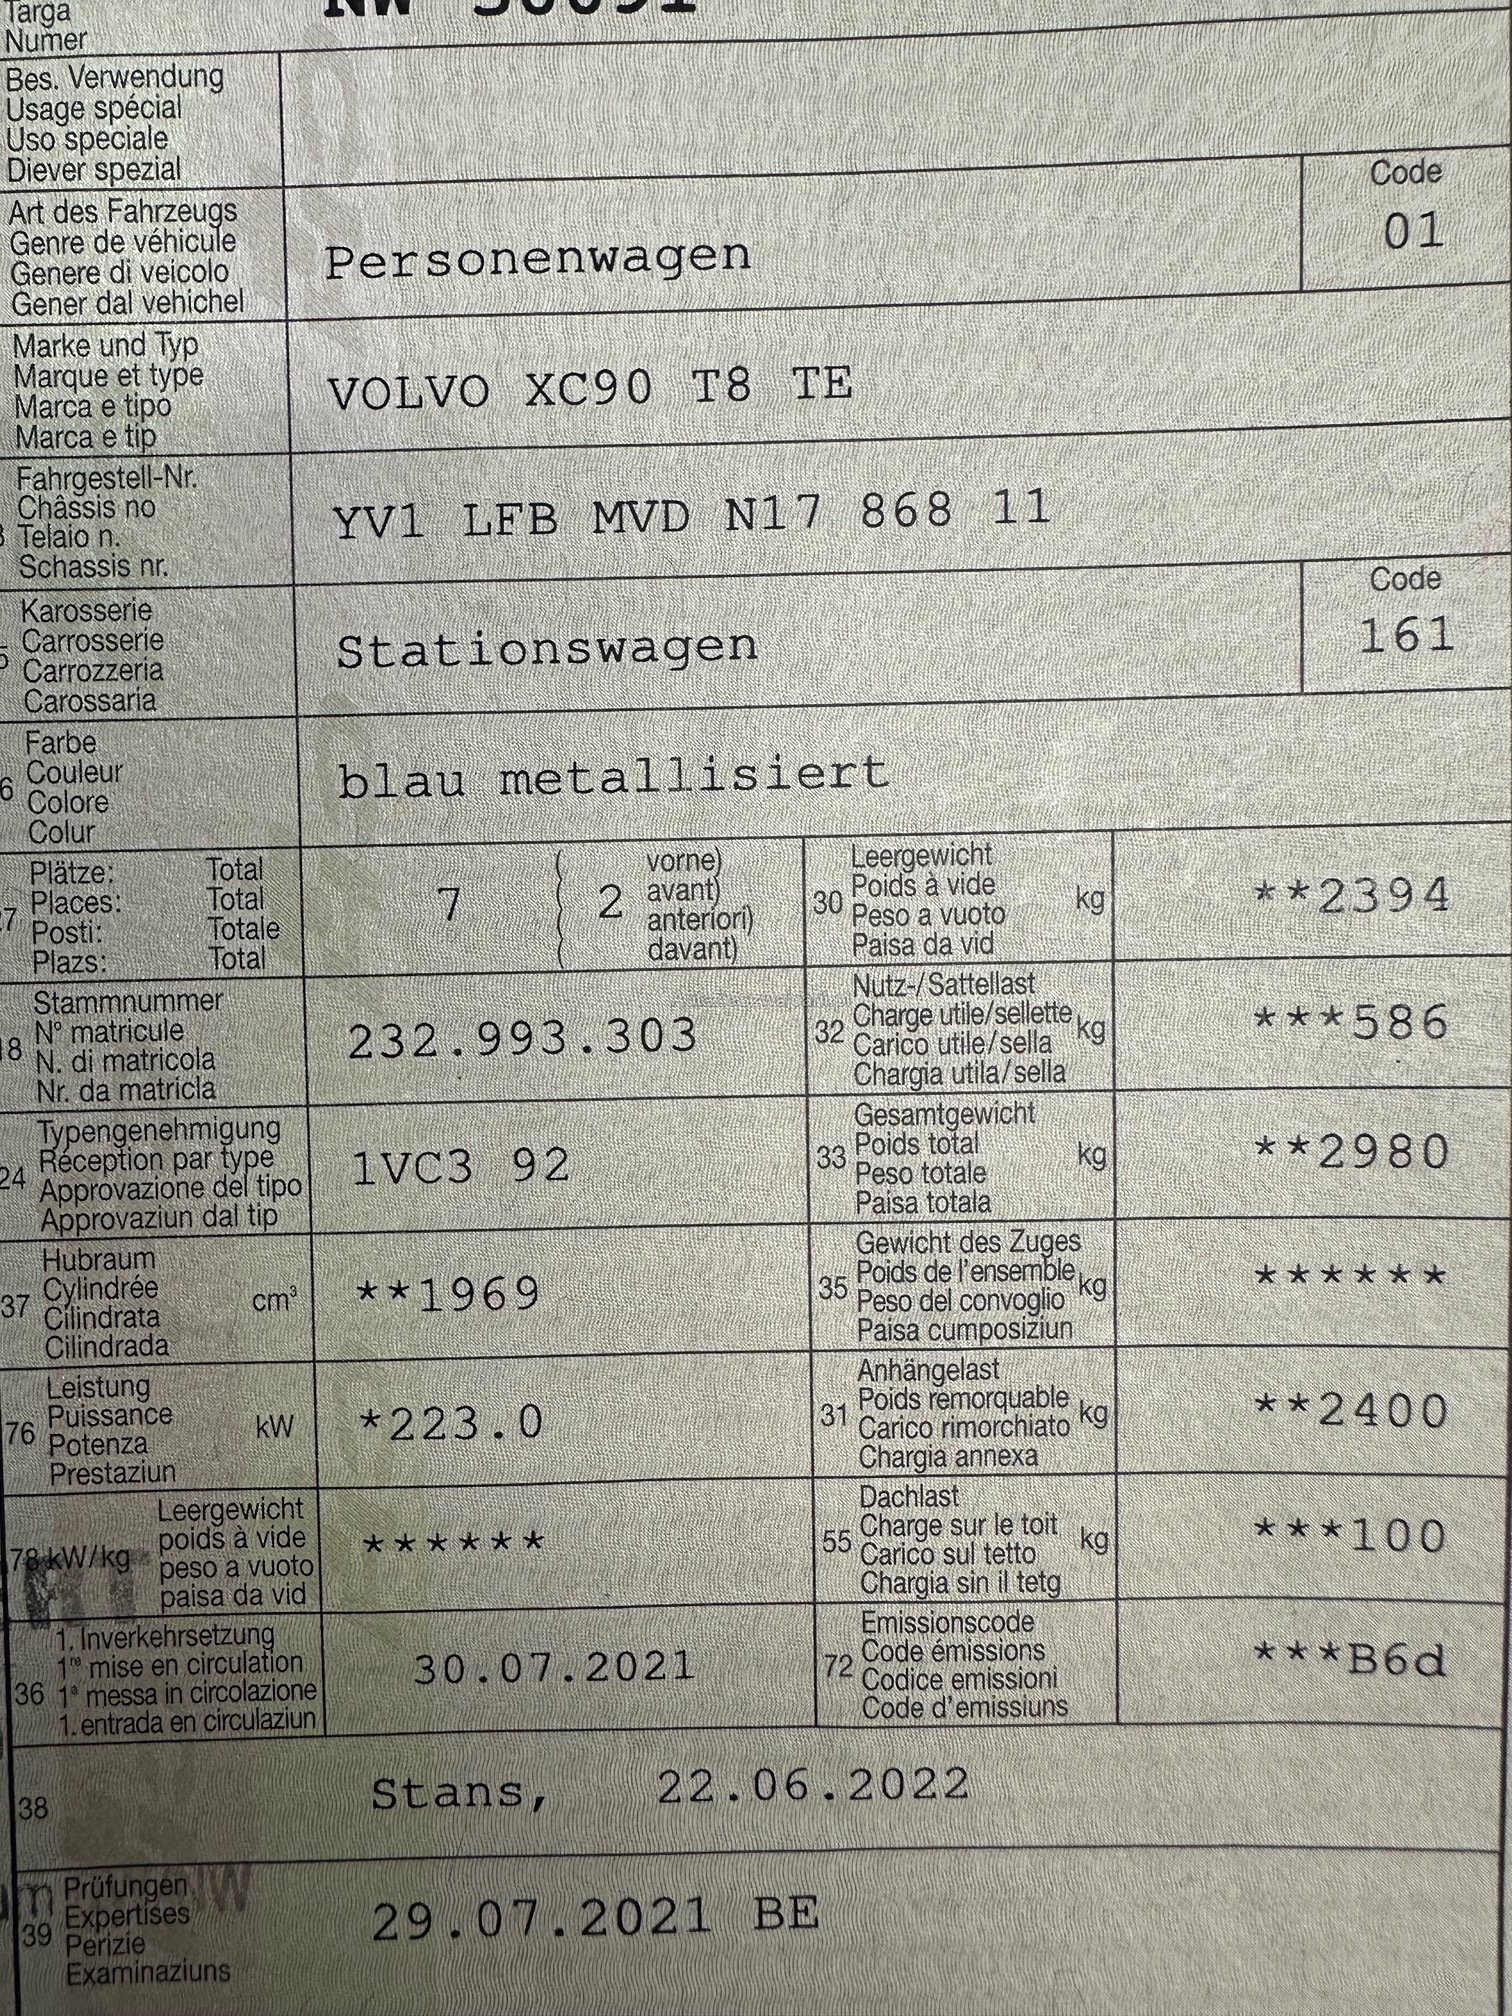 Targa
Numer
Bes. Verwendung
Usage spécial
Uso speciale
Diever spezial
Art des Fahrzeugs
Genre de véhicule
Genere di veicolo
Gener dal vehichel
Personenwagen
Code
01
Marke und Typ
Marque et type
Marca e tipo
Marca e tip
VOLVO XC90 T8 TE
Fahrgestell-Nr.
Châssis no
Telaio n.
Schassis nr.
YV1 LFB MVD N17 868 11
Karosserie
Carrosserie
Carrozzeria
Carossaria
Stationswagen
Code
161
Farbe
Couleur
Colore
Colur
blau metallisiert
Plätze: Total
Places: Total
Posti: Totale
Plazs: Total
7 ( 2
vorne)
avant)
anteriori)
davant)
30
Leergewicht
Poids à vide
Peso a vuoto
Paisa da vid
kg
**2394
18
Stammnummer
N° matricule
N. di matricola
Nr. da matricla
232.993.303
32
Nutz-/Sattellast
Charge utile/sellette
Carico utile/sella
Chargia utila/sella
kg
***586
24
Typengenehmigung
Réception par type
Approvazione del tipo
Approvaziun dal tip
1VC3 92
33
Gesamtgewicht
Poids total
Peso totale
Paisa totala
kg
**2980
37
Hubraum
Cylindrée
Cilindrata
Cilindrada
cm³
**1969
35
Gewicht des Zuges
Poids de l'ensemble
Peso del convoglio
Paisa cumposiziun
kg
******
76
Leistung
Puissance
Potenza
Prestaziun
kW
*223.0
31
Anhängelast
Poids remorquable
Carico rimorchiato
Chargia annexa
kg
**2400
78 kW/kg
Leergewicht
poids à vide
peso a vuoto
paisa da vid
******
55
Dachlast
Charge sur le toit
Carico sul tetto
Chargia sin il tetg
kg
***100
36
1. Inverkehrsetzung
1re mise en circulation
1a messa in circolazione
1. entrada en circulaziun
30.07.2021
72
Emissionscode
Code émissions
Codice emissioni
Code d'emissiuns
***B6d
38
Stans, 22.06.2022
39
Prüfungen
Expertises
Perizie
Examinaziuns
29.07.2021 BE